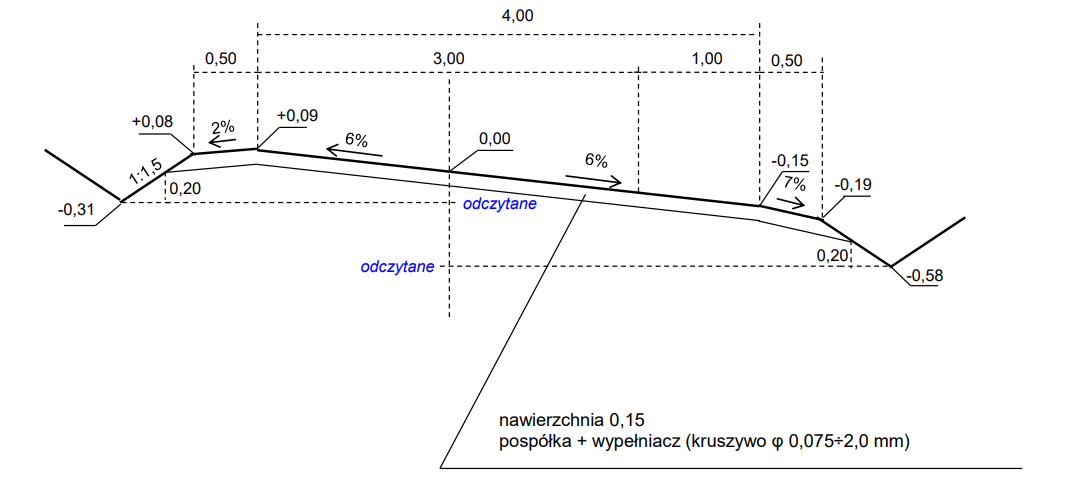 4,00
0,50 3,00 1,00 0,50
+0,08 2% +0,09 6% 0,00 6% -0,15
1:1,5 0,20 7% -0,19
-0,31 odczytane
odczytane 0,20 -0,58
nawierzchnia 0,15
pospółka + wypełniacz (kruszywo φ 0,075÷2,0 mm)